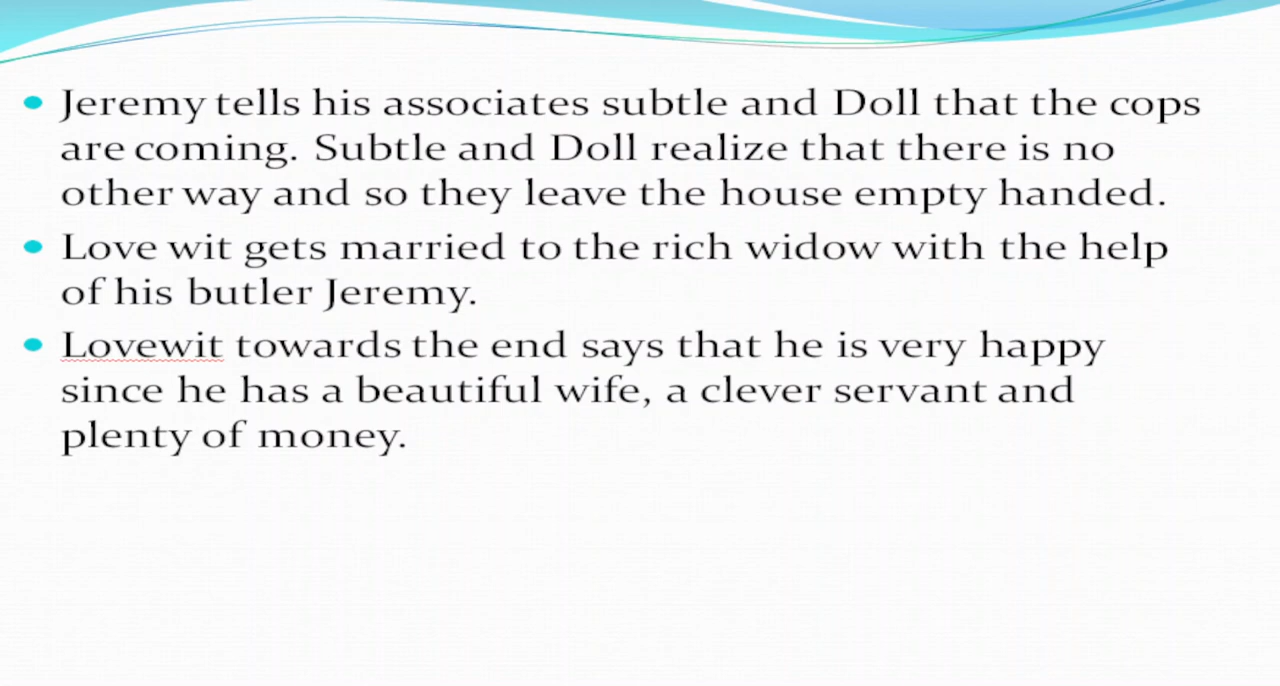 Jeremy tells his associates subtle and Doll that the cops
are coming. Subtle and Doll realize that there is no
other way and so they leave the house empty handed.
Love wit gets married to the rich widow with the help
of his butler Jeremy.
Lovewit towards the end says that he is very happy
since he has a beautiful wife, a clever servant and
plenty of money.